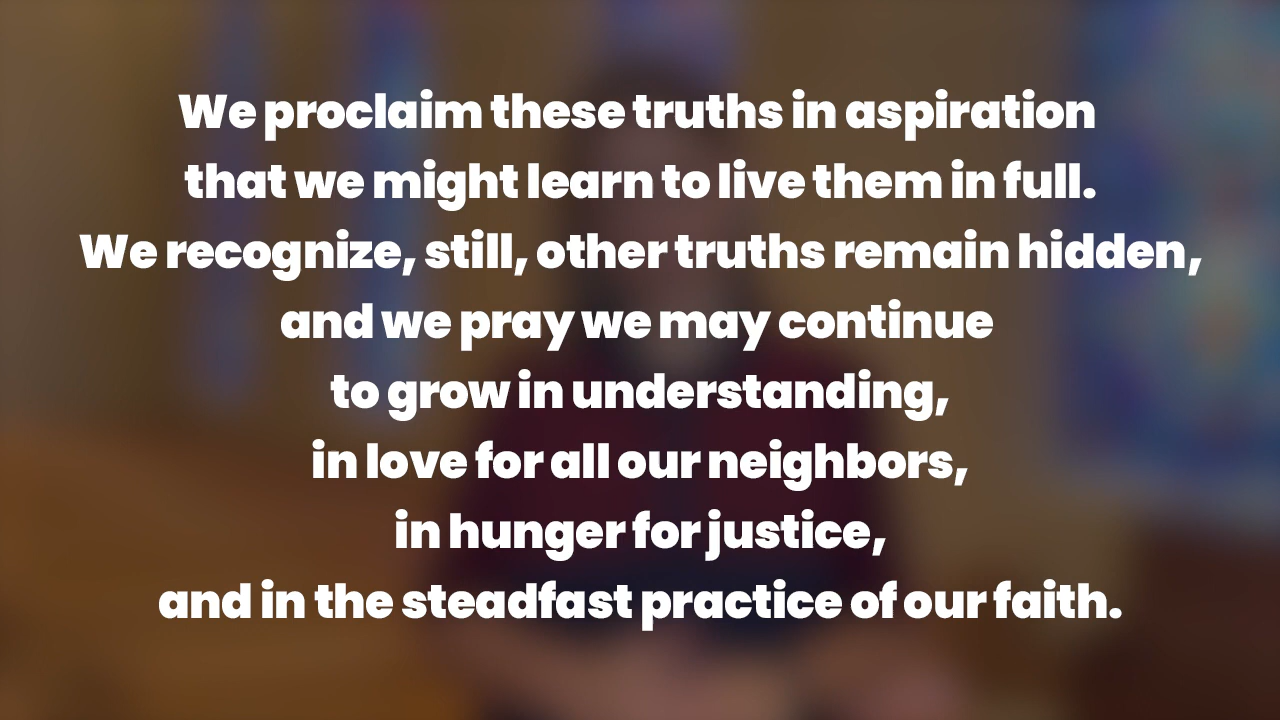 We proclaim these truths in aspiration
that we might learn to live them in full.
We recognize, still, other truths remain hidden,
and we pray we may continue
to grow in understanding,
in love for all our neighbors,
in hunger for justice,
and in the steadfast practice of our faith.